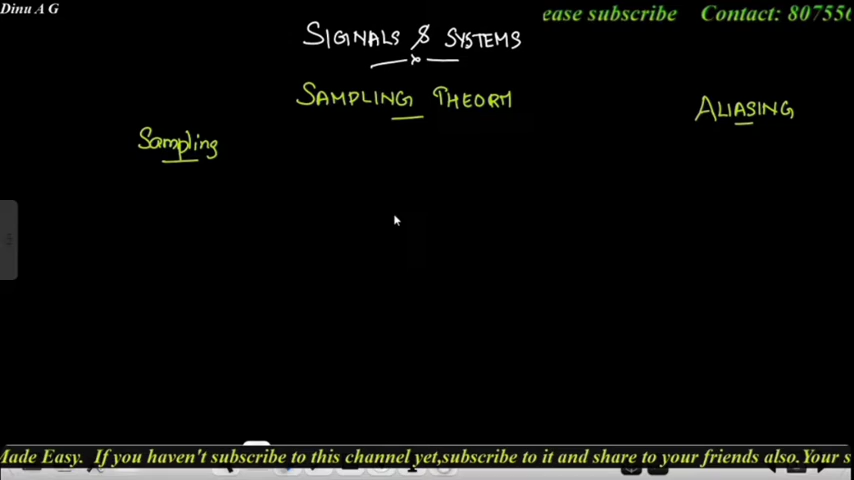 Dinu A G
ease subscribe Contact: 807556
SIGNALS & SYSTEMS
SAMPLING THEORM
ALIASING
Sampling
Made Easy. If you haven't subscribe to this channel yet,subscribe to it and share to your friends also.Your s